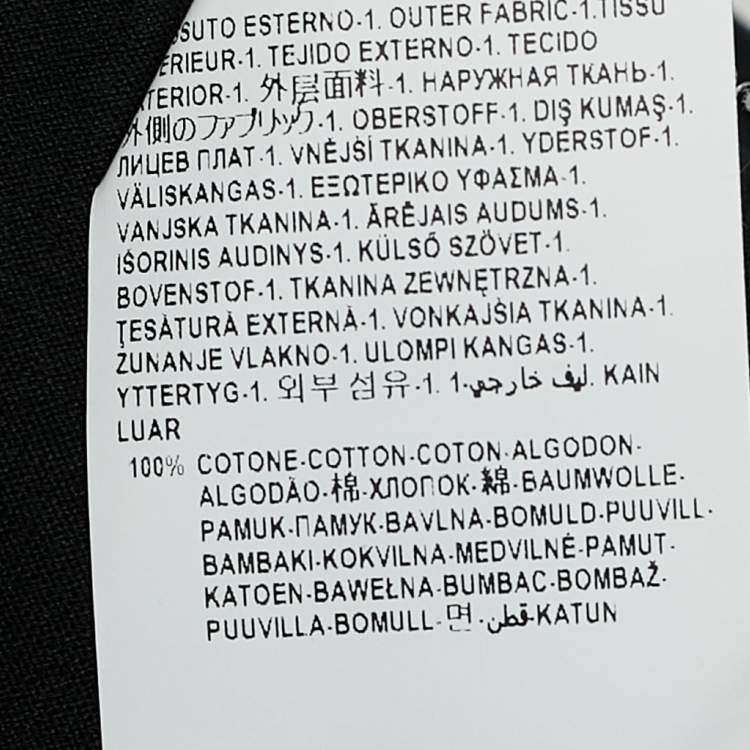 SSUTO ESTERNO-1. OUTER FABRIC-1.TISSU
ÉRIEUR-1. TEJIDO EXTERNO-1. TECIDO
TERIOR-1. 外层面料-1. НАРУЖНАЯ ТКАНЬ-1.
外側のファブリック-1. OBERSTOFF-1. DIŞ KUMAŞ-1.
ЛИЦЕВ ПЛАТ-1. VNĚJŠÍ TKANINA-1. YDERSTOF-1.
VÄLISKANGAS-1. ΕΞΩΤΕΡΙΚΟ ΥΦΑΣΜΑ-1.
VANJSKA TKANINA-1. ĀRĒJAIS AUDUMS-1.
IŠORINIS AUDINYS-1. KÜLSŐ SZÖVET-1.
BOVENSTOF-1. TKANINA ZEWNĘTRZNA-1.
ŢESĂTURĂ EXTERNĂ-1. VONKAJŠIA TKANINA-1.
ZUNANJE VLAKNO-1. ULOMPI KANGAS-1.
YTTERTYG-1. 외부 섬유-1. ليف خارجي-1. KAIN
LUAR
100% COTONE-COTTON-COTON-ALGODON-
ALGODÃO-棉-ХЛОПОК-綿-BAUMWOLLE-
PAMUK-ПАМУК-BAVLNA-BOMULD-PUUVILL-
BAMBAKI-KOKVILNA-MEDVILNĖ-PAMUT-
KATOEN-BAWEŁNA-BUMBAC-BOMBAŽ-
PUUVILLA-BOMULL-면-قطن-KATUN